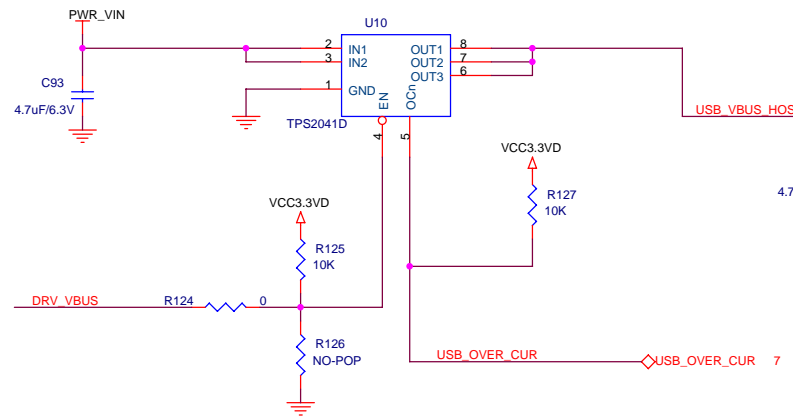 PWR_VIN
U10
2 IN1 OUT1 8
3 IN2 OUT2 7
OUT3 6
C93
1 GND
4.7uF/6.3V
EN OCn
USB_VBUS_HOS
TPS2041D
4 5
VCC3.3VD
R127
10K
4.7
VCC3.3VD
R125
10K
DRV_VBUS R124 0
R126
NO-POP
USB_OVER_CUR USB_OVER_CUR 7